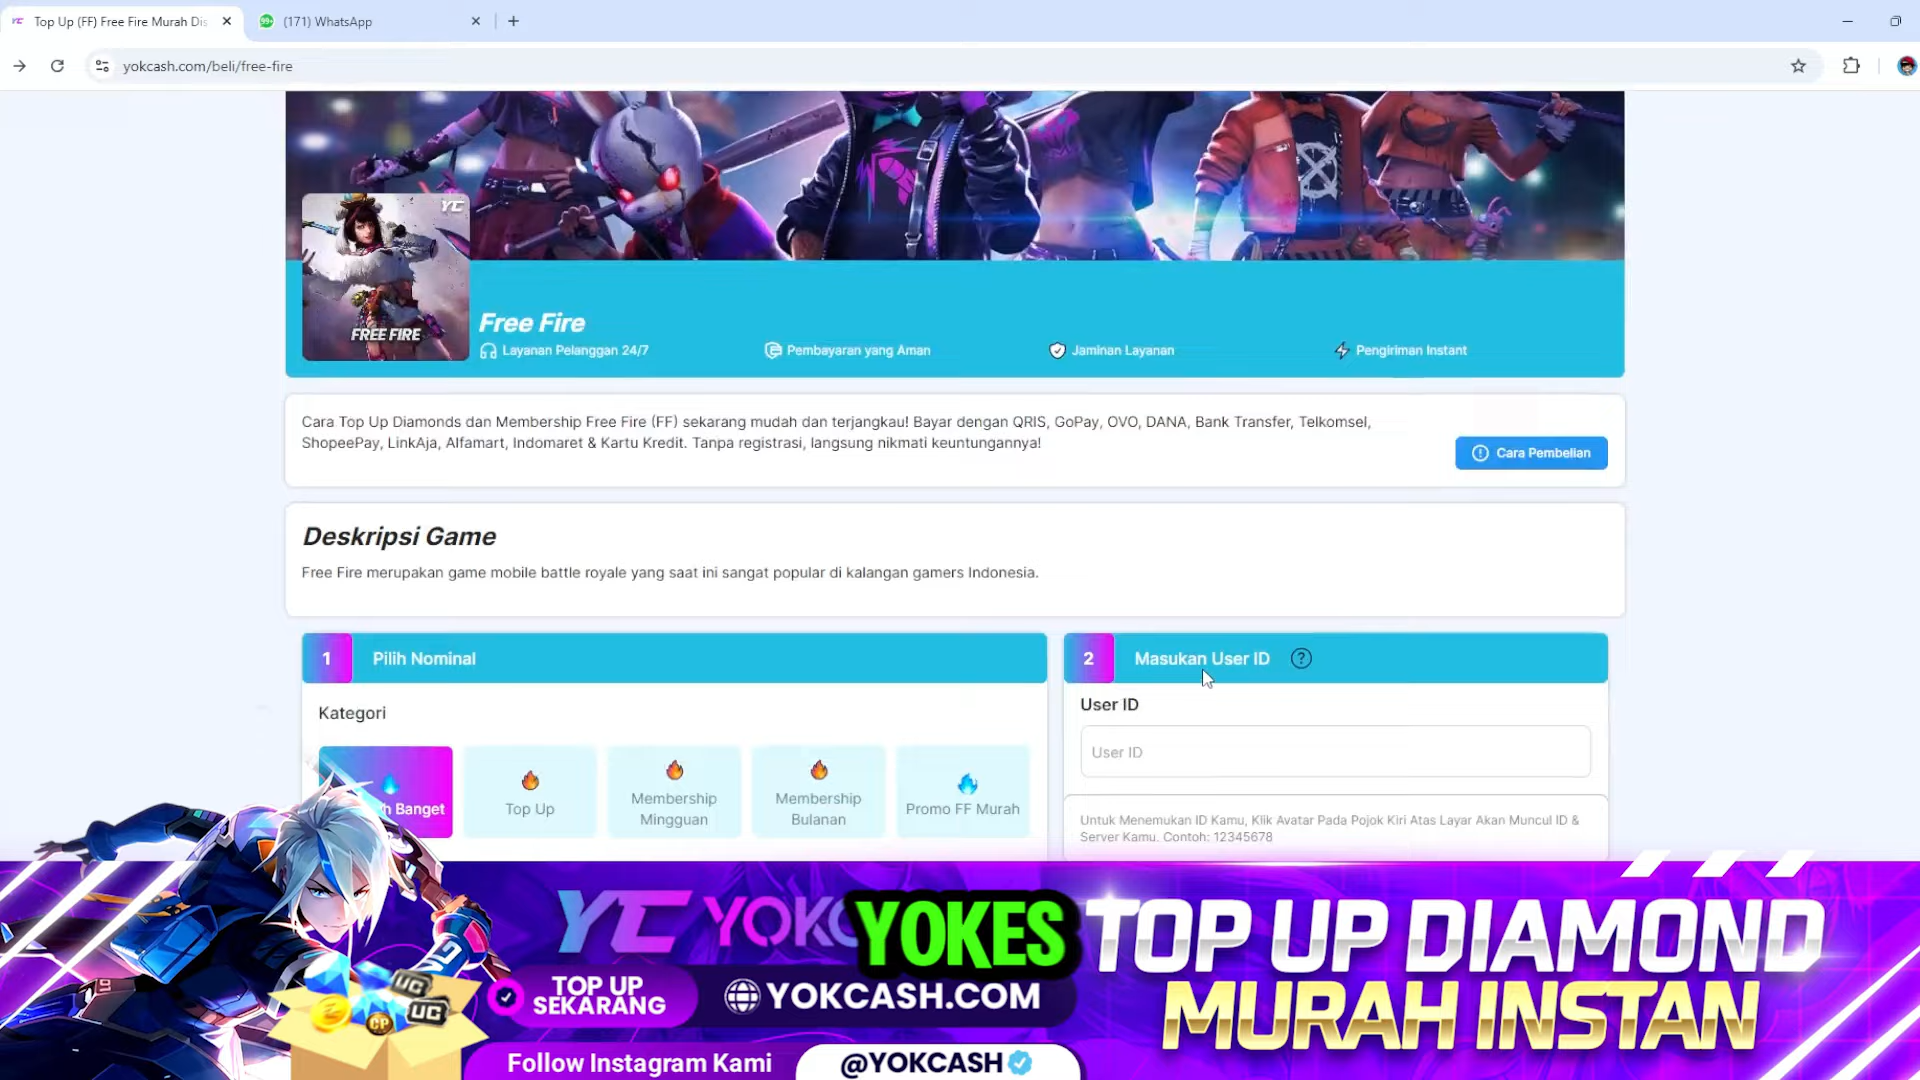 Top Up (FF) Free Fire Murah Dis
(171) WhatsApp
yokcash.com/beli/free-fire
YC
FREE FIRE
Free Fire
Layanan Pelanggan 24/7
Pembayaran yang Aman
Jaminan Layanan
Pengiriman Instant
Cara Top Up Diamonds dan Membership Free Fire (FF) sekarang mudah dan terjangkau! Bayar dengan QRIS, GoPay, OVO, DANA, Bank Transfer, Telkomsel,
ShopeePay, LinkAja, Alfamart, Indomaret & Kartu Kredit. Tanpa registrasi, langsung nikmati keuntungannya!
Cara Pembelian
Deskripsi Game
Free Fire merupakan game mobile battle royale yang saat ini sangat popular di kalangan gamers Indonesia.
1
Pilih Nominal
2
Masukan User ID
Kategori
User ID
User ID
Banget
Top Up
Membership
Mingguan
Membership
Bulanan
Promo FF Murah
Untuk Menemukan ID Kamu, Klik Avatar Pada Pojok Kiri Atas Layar Akan Muncul ID &
Server Kamu. Contoh: 12345678
YC
YOKES
TOP UP DIAMOND
MURAH INSTAN
TOP UP
SEKARANG
YOKCASH.COM
UC
UC
CP
Follow Instagram Kami
@YOKCASH